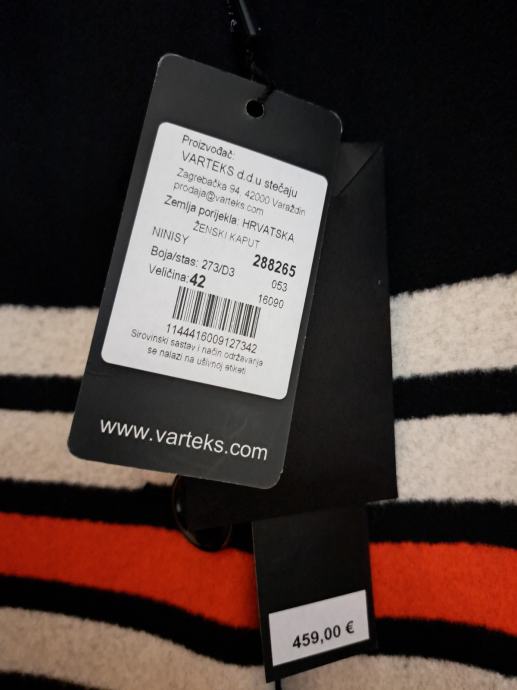 Proizvođač:
VARTEKS d.d.u stečaju
Zagrebačka 94, 42000 Varaždin
prodaja@varteks.com
Zemlja porijekla: HRVATSKA
ŽENSKI KAPUT
NINISY 288265
Boja/stas: 273/D3 053
Veličina: 42 16090
1144416009127342
Sirovinski sastav i način održavanja
se nalazi na ušivnoj etiketi
www.varteks.com
459,00 €